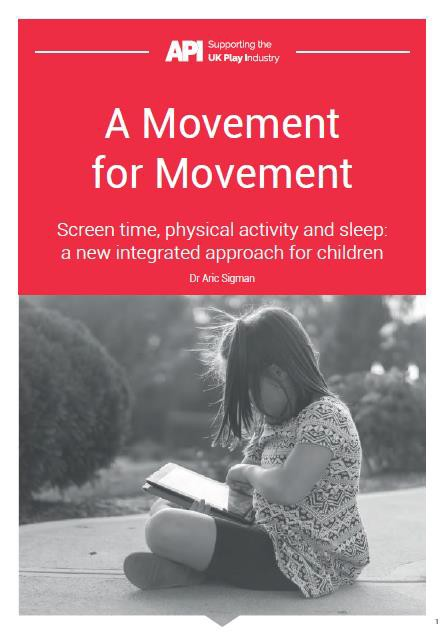 API Supporting the
UK Play Industry
A Movement
for Movement
Screen time, physical activity and sleep:
a new integrated approach for children
Dr Aric Sigman
1